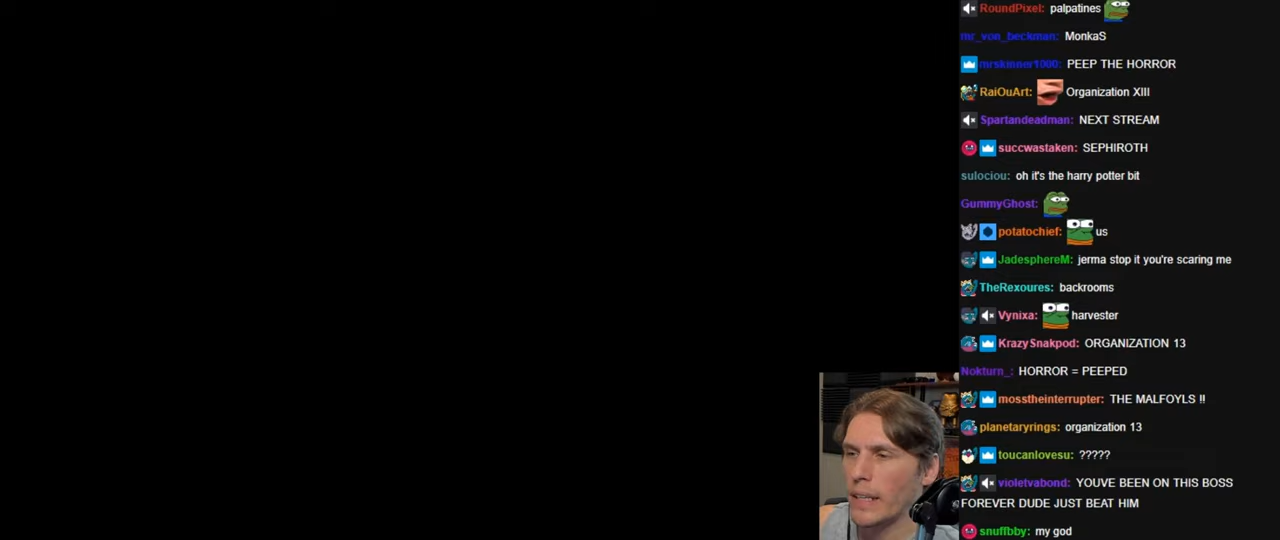 RoundPixel: palpatines
mr_von_beckman: MonkaS
mrskinner1000: PEEP THE HORROR
RaiOuArt: Organization XIII
Spartandeadman: NEXT STREAM
succwastaken: SEPHIROTH
sulociou: oh it's the harry potter bit
GummyGhost:
potatochief: us
JadesphereM: jerma stop it you're scaring me
TheRexoures: backrooms
Vynixa: harvester
KrazySnakpod: ORGANIZATION 13
Nokturn_: HORROR = PEEPED
mosstheinterrupter: THE MALFOYLS !!
planetaryrings: organization 13
toucanlovesu: ?????
violetvabond: YOUVE BEEN ON THIS BOSS
FOREVER DUDE JUST BEAT HIM
snuffbby: my god